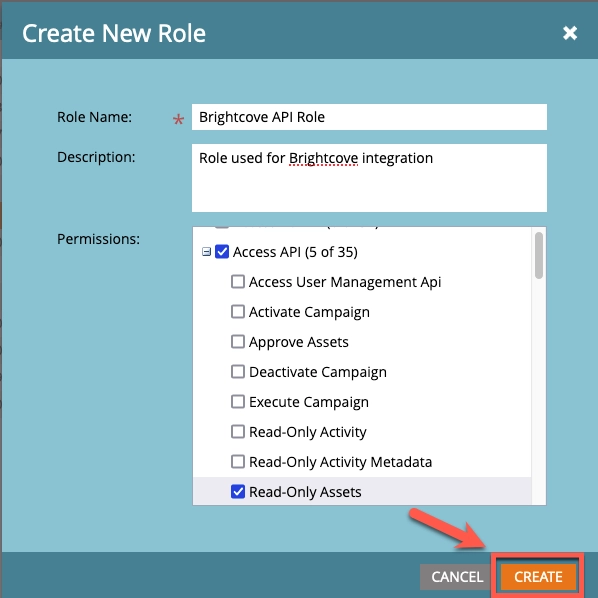 Create New Role
Role Name: * Brightcove API Role
Description: Role used for Brightcove integration
Permissions:
Access API (5 of 35)
Access User Management Api
Activate Campaign
Approve Assets
Deactivate Campaign
Execute Campaign
Read-Only Activity
Read-Only Activity Metadata
Read-Only Assets
CANCEL CREATE